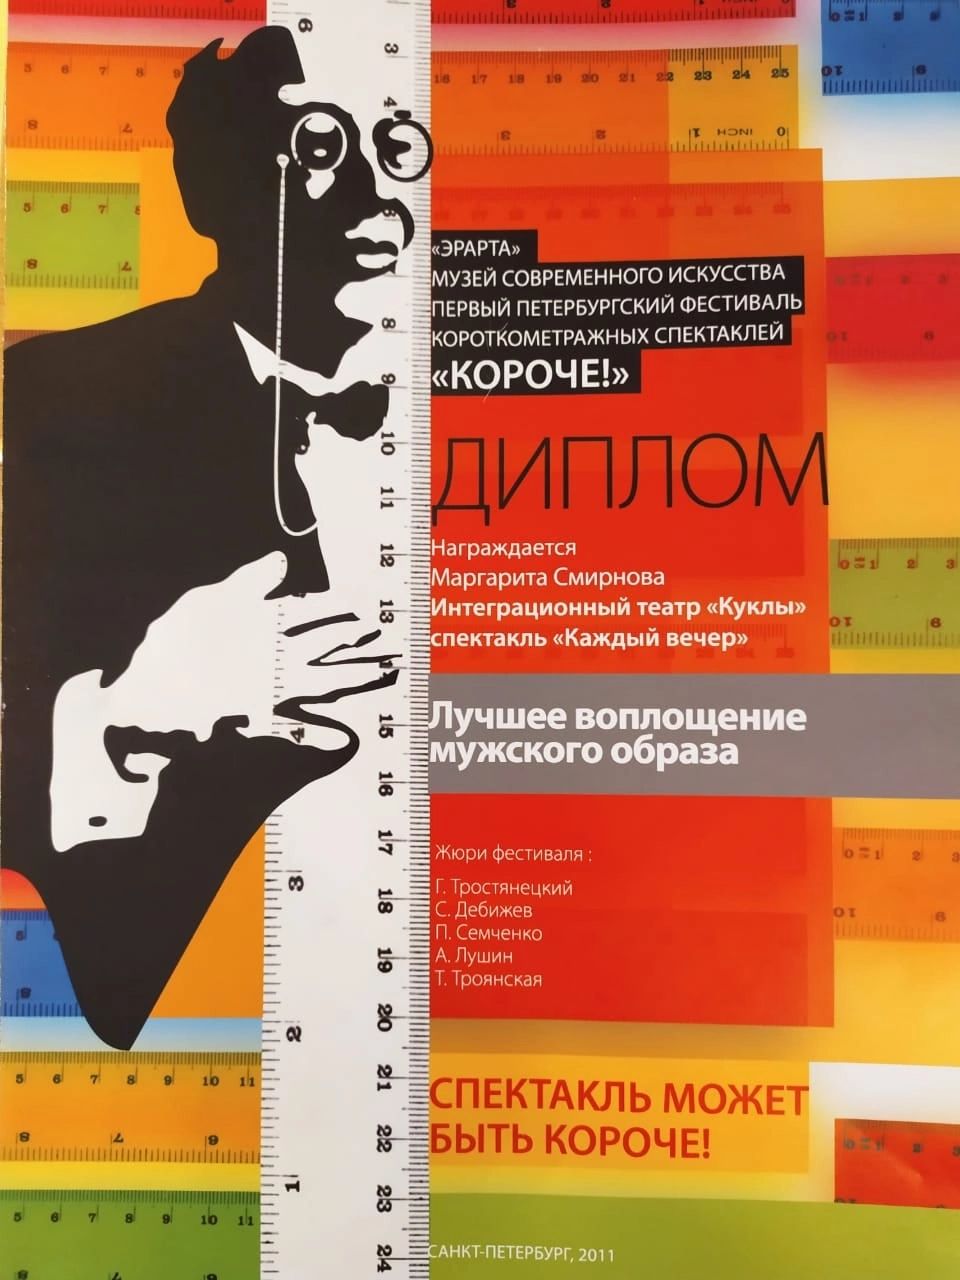 «ЭРАРТА»
МУЗЕЙ СОВРЕМЕННОГО ИСКУССТВА
ПЕРВЫЙ ПЕТЕРБУРГСКИЙ ФЕСТИВАЛЬ
КОРОТКОМЕТРАЖНЫХ СПЕКТАКЛЕЙ
«КОРОЧЕ!»
ДИПЛОМ
Награждается
Маргарита Смирнова
Интеграционный театр «Куклы»
спектакль «Каждый вечер»
Лучшее воплощение
мужского образа
Жюри фестиваля :
Г. Тростянецкий
С. Дебижев
П. Семченко
А. Лушин
Т. Троянская
СПЕКТАКЛЬ МОЖЕТ
БЫТЬ КОРОЧЕ!
САНКТ-ПЕТЕРБУРГ, 2011